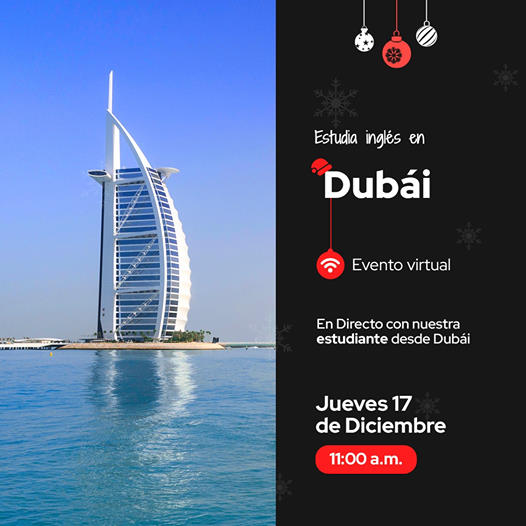 Estudia inglés en
Dubái
Evento virtual
En Directo con nuestra
estudiante desde Dubái
Jueves 17
de Diciembre
11:00 a.m.